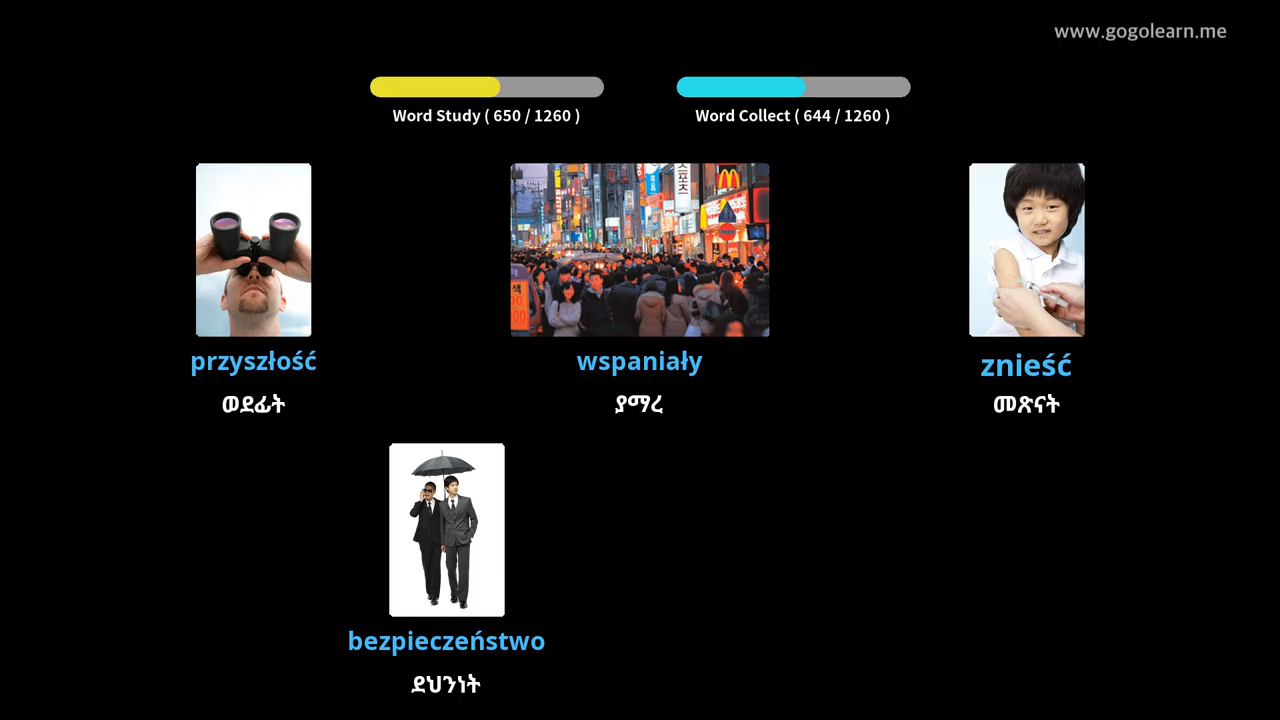 www.gogolearn.me
Word Study ( 650 / 1260 )
Word Collect ( 644 / 1260 )
przyszłość
wspaniały
znieść
ወደፊት
ያማረ
መጽናት
bezpieczeństwo
ደህንነት